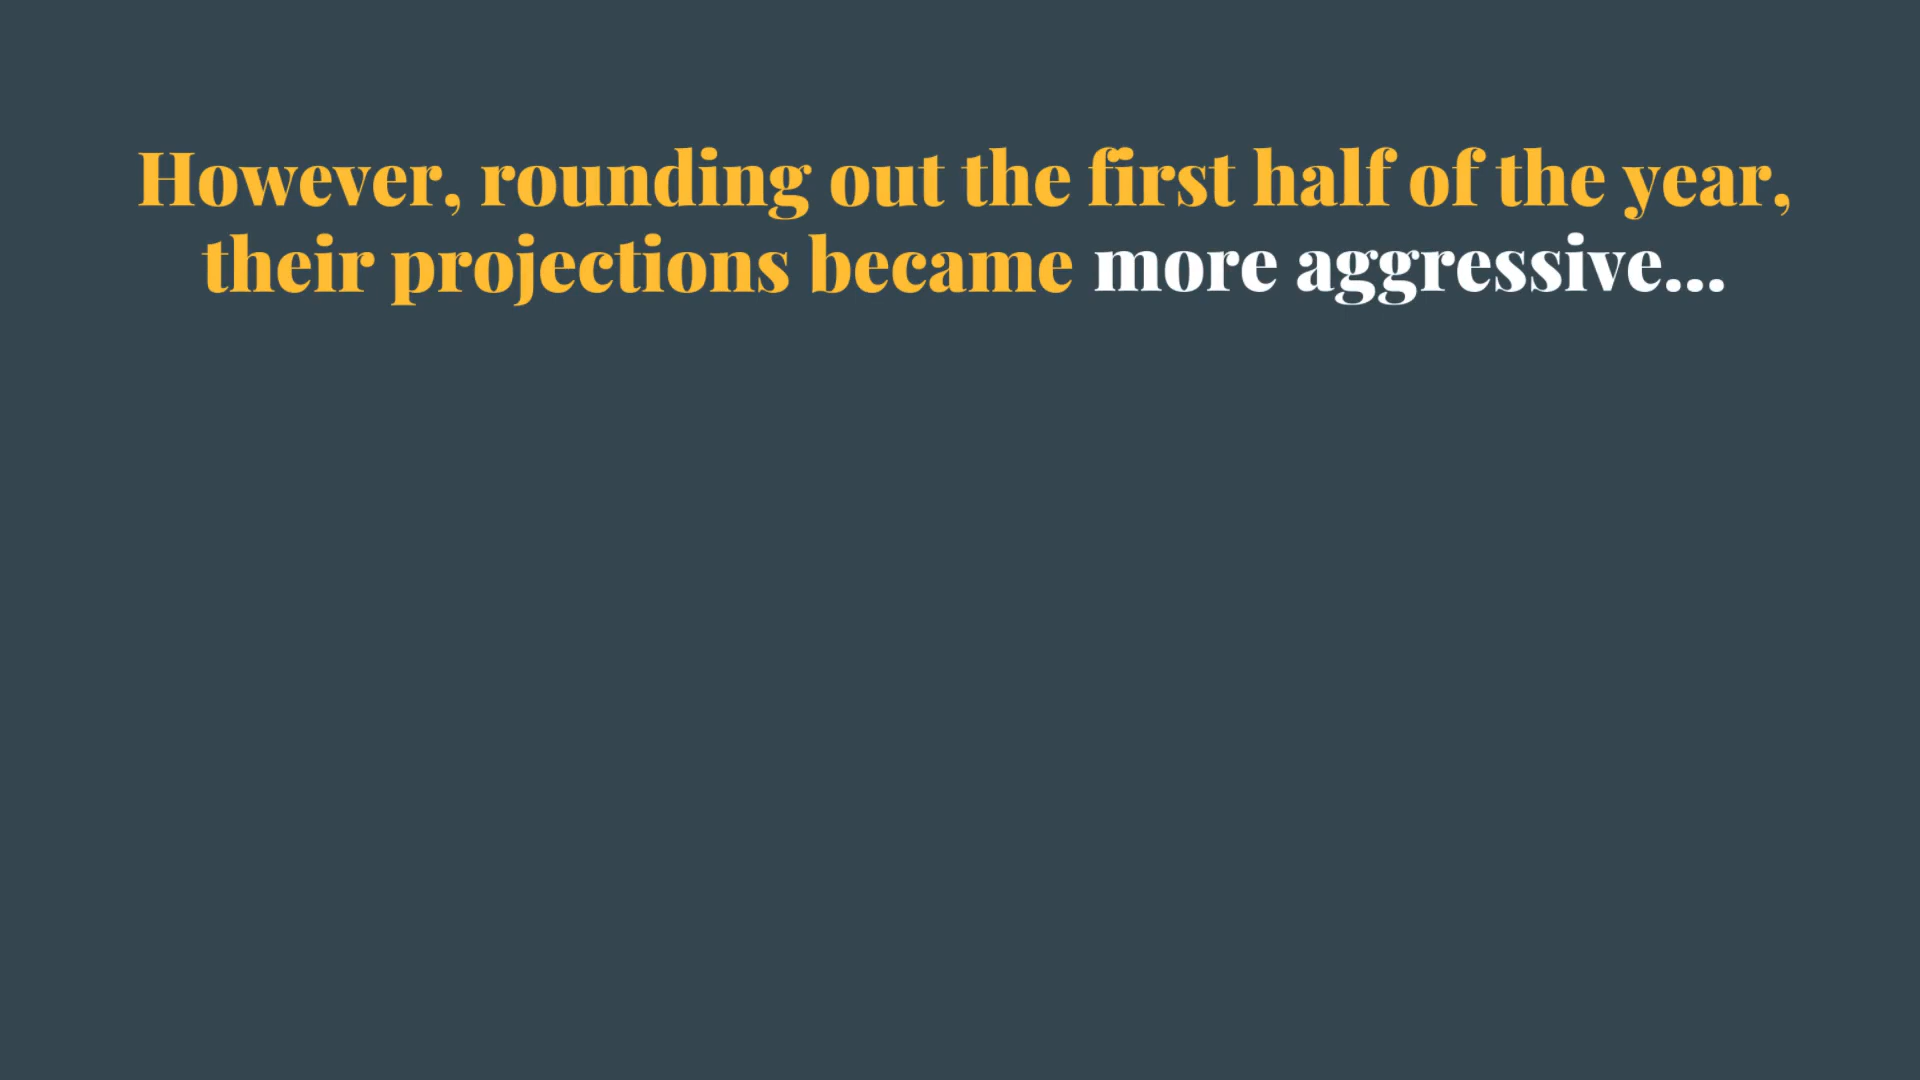 However, rounding out the first half of the year,
their projections became more aggressive...